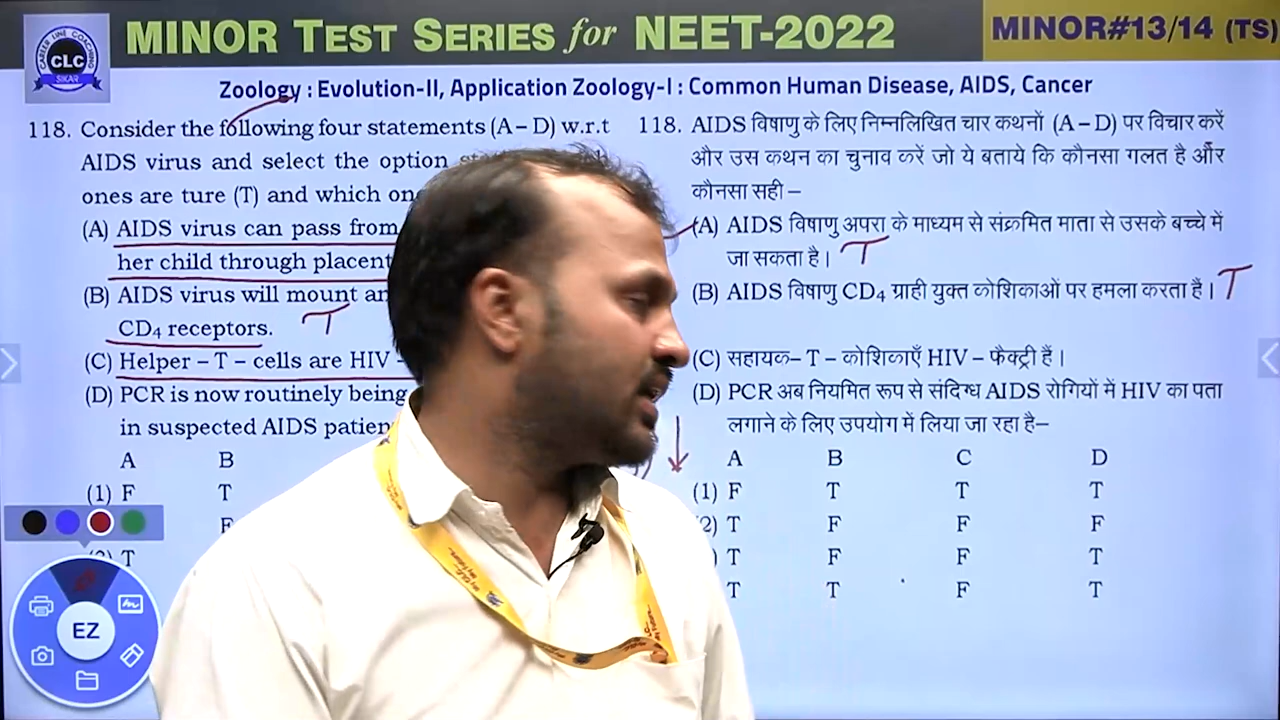 CAREER LINE COACHING
CLC
SIKAR
MINOR TEST SERIES for NEET-2022
MINOR#13/14 (TS)
Zoology : Evolution-II, Application Zoology-I : Common Human Disease, AIDS, Cancer
118. Consider the following four statements (A – D) w.r.t
AIDS virus and select the option
ones are ture (T) and which
(A) AIDS virus can pass from
her child through
(B) AIDS virus will mount
CD4 receptors.
T
(C) Helper – T – cells are HIV
(D) PCR is now routinely being
in suspected AIDS
A B
(1) F T
F
T
118. AIDS विषाणु के लिए निम्नलिखित चार कथनों (A – D) पर विचार करें
और उस कथन का चुनाव करें जो ये बताये कि कौनसा गलत है और
कौनसा सही –
(A) AIDS विषाणु अपरा के माध्यम से संक्रमित माता से उसके बच्चे में
जा सकता है। T
(B) AIDS विषाणु CD4 ग्राही युक्त कोशिकाओं पर हमला करता हैं। T
(C) सहायक– T – कोशिकाएँ HIV – फैक्ट्री हैं।
(D) PCR अब नियमित रूप से संदिग्ध AIDS रोगियों में HIV का पता
लगाने के लिए उपयोग में लिया जा रहा है–
A B C D
(1) F T T T
2) T F F F
) T F F T
T T F T
EZ